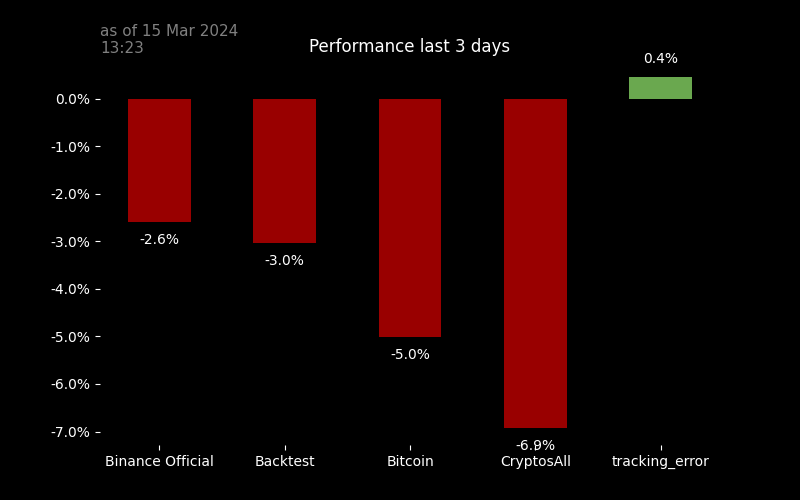 as of 15 Mar 2024
13:23
Performance last 3 days
0.4%
0.0%
-1.0%
-2.0%
-3.0%
-4.0%
-5.0%
-6.0%
-7.0%
-2.6%
-3.0%
-5.0%
-6.9%
Binance Official
Backtest
Bitcoin
CryptosAll
tracking_error